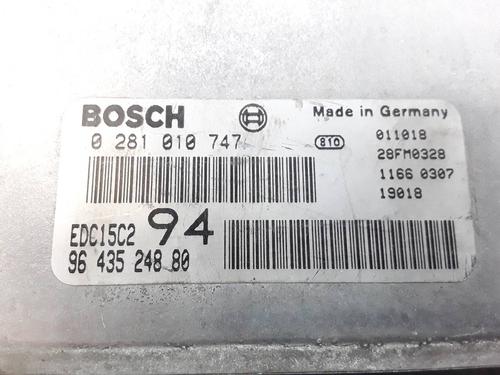 BOSCH
Made in Germany
0 281 010 747
810
011018
28FM0328
1166 0307
19018
EDC15C2
94
96 435 248 80